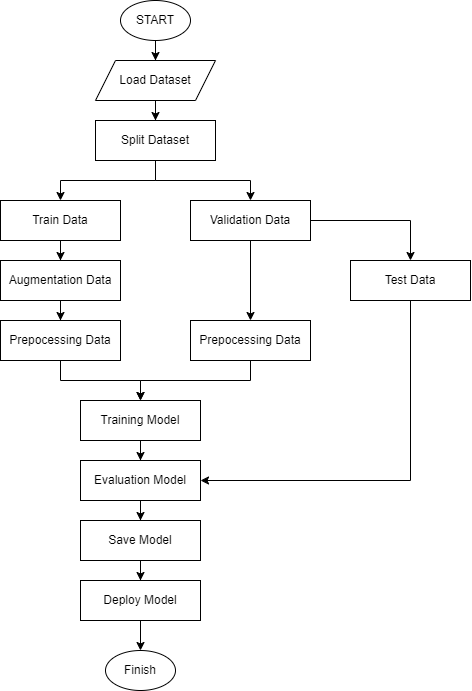 START
Load Dataset
Split Dataset
Train Data
Validation Data
Augmentation Data
Test Data
Prepocessing Data
Prepocessing Data
Training Model
Evaluation Model
Save Model
Deploy Model
Finish